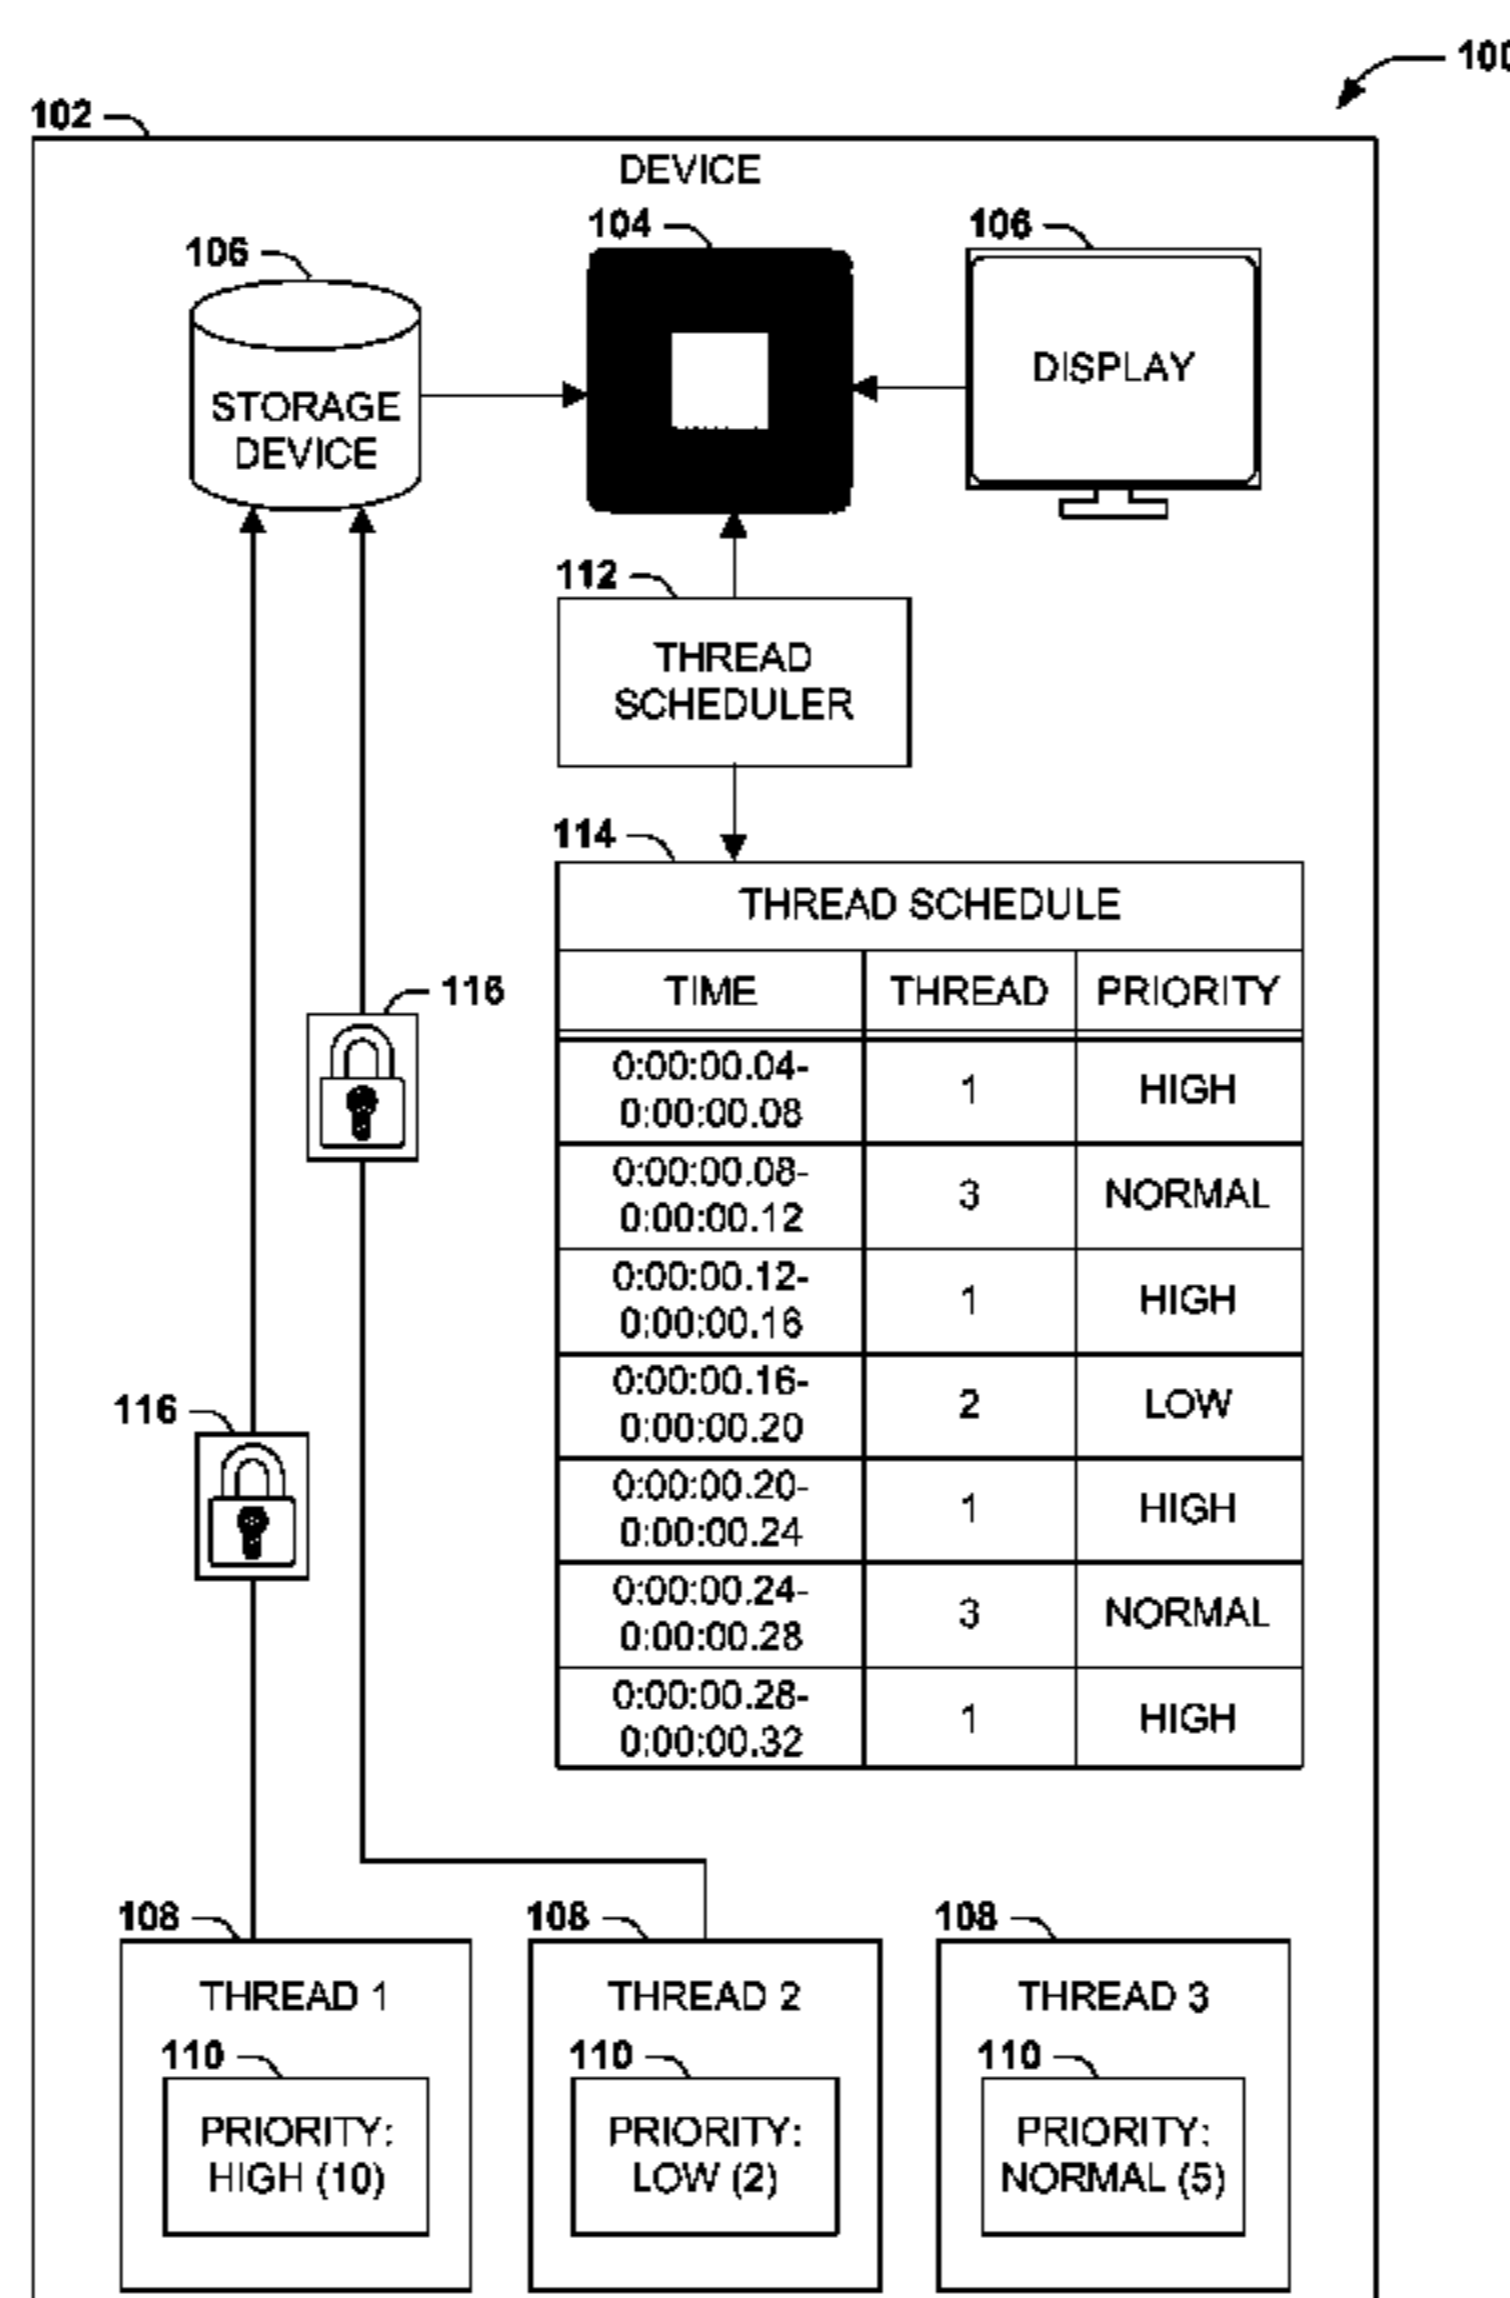 100
102
DEVICE
104
106
106
STORAGE
DEVICE
DISPLAY
112
THREAD
SCHEDULER
114
THREAD SCHEDULE
TIME THREAD PRIORITY
0:00:00.04-
0:00:00.08
1
HIGH
0:00:00.08-
0:00:00.12
3
NORMAL
0:00:00.12-
0:00:00.16
1
HIGH
0:00:00.16-
0:00:00.20
2
LOW
0:00:00.20-
0:00:00.24
1
HIGH
0:00:00.24-
0:00:00.28
3
NORMAL
0:00:00.28-
0:00:00.32
1
HIGH
116
116
108
THREAD 1
110
PRIORITY:
HIGH (10)
108
THREAD 2
110
PRIORITY:
LOW (2)
108
THREAD 3
110
PRIORITY:
NORMAL (5)